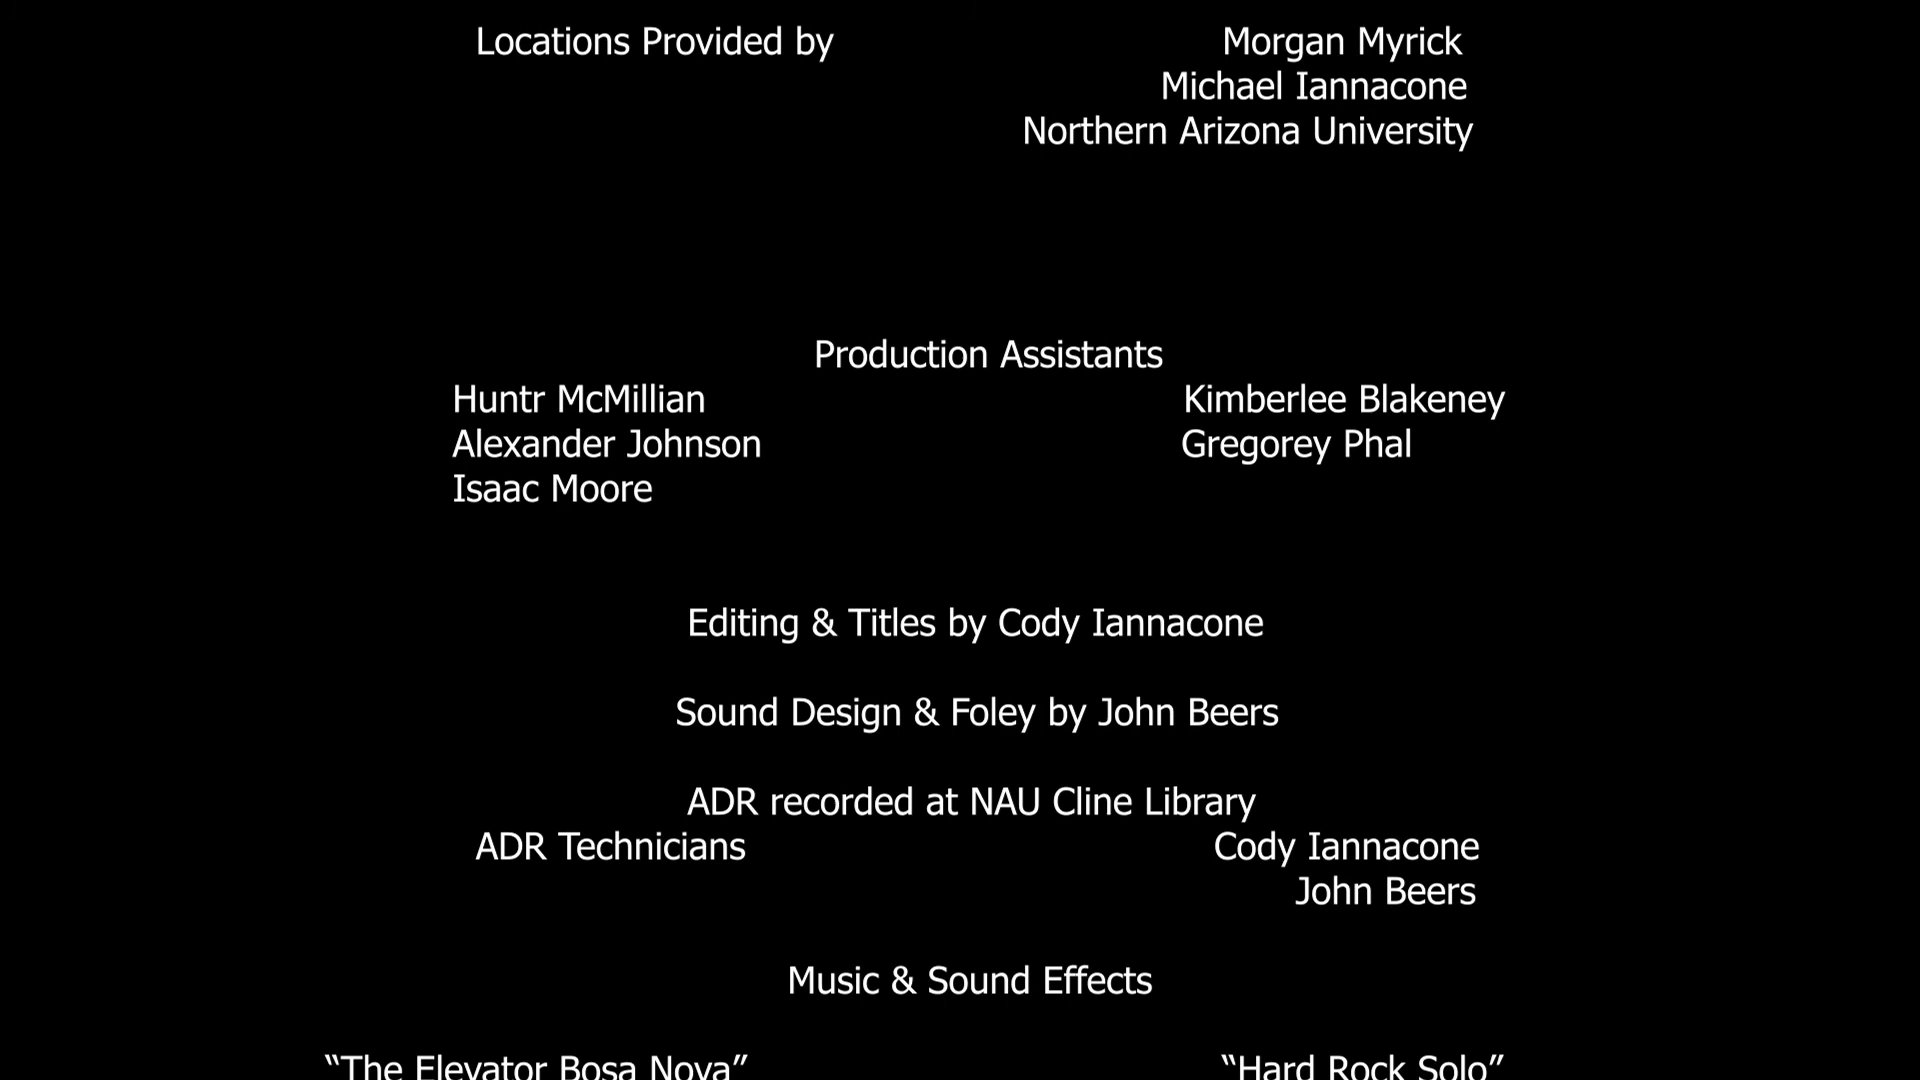 Locations Provided by Morgan Myrick
Michael Iannacone
Northern Arizona University
Production Assistants
Huntr McMillian Kimberlee Blakeney
Alexander Johnson Gregorey Phal
Isaac Moore
Editing & Titles by Cody Iannacone
Sound Design & Foley by John Beers
ADR recorded at NAU Cline Library
ADR Technicians Cody Iannacone
John Beers
Music & Sound Effects
“The Elevator Bosa Nova” “Hard Rock Solo”